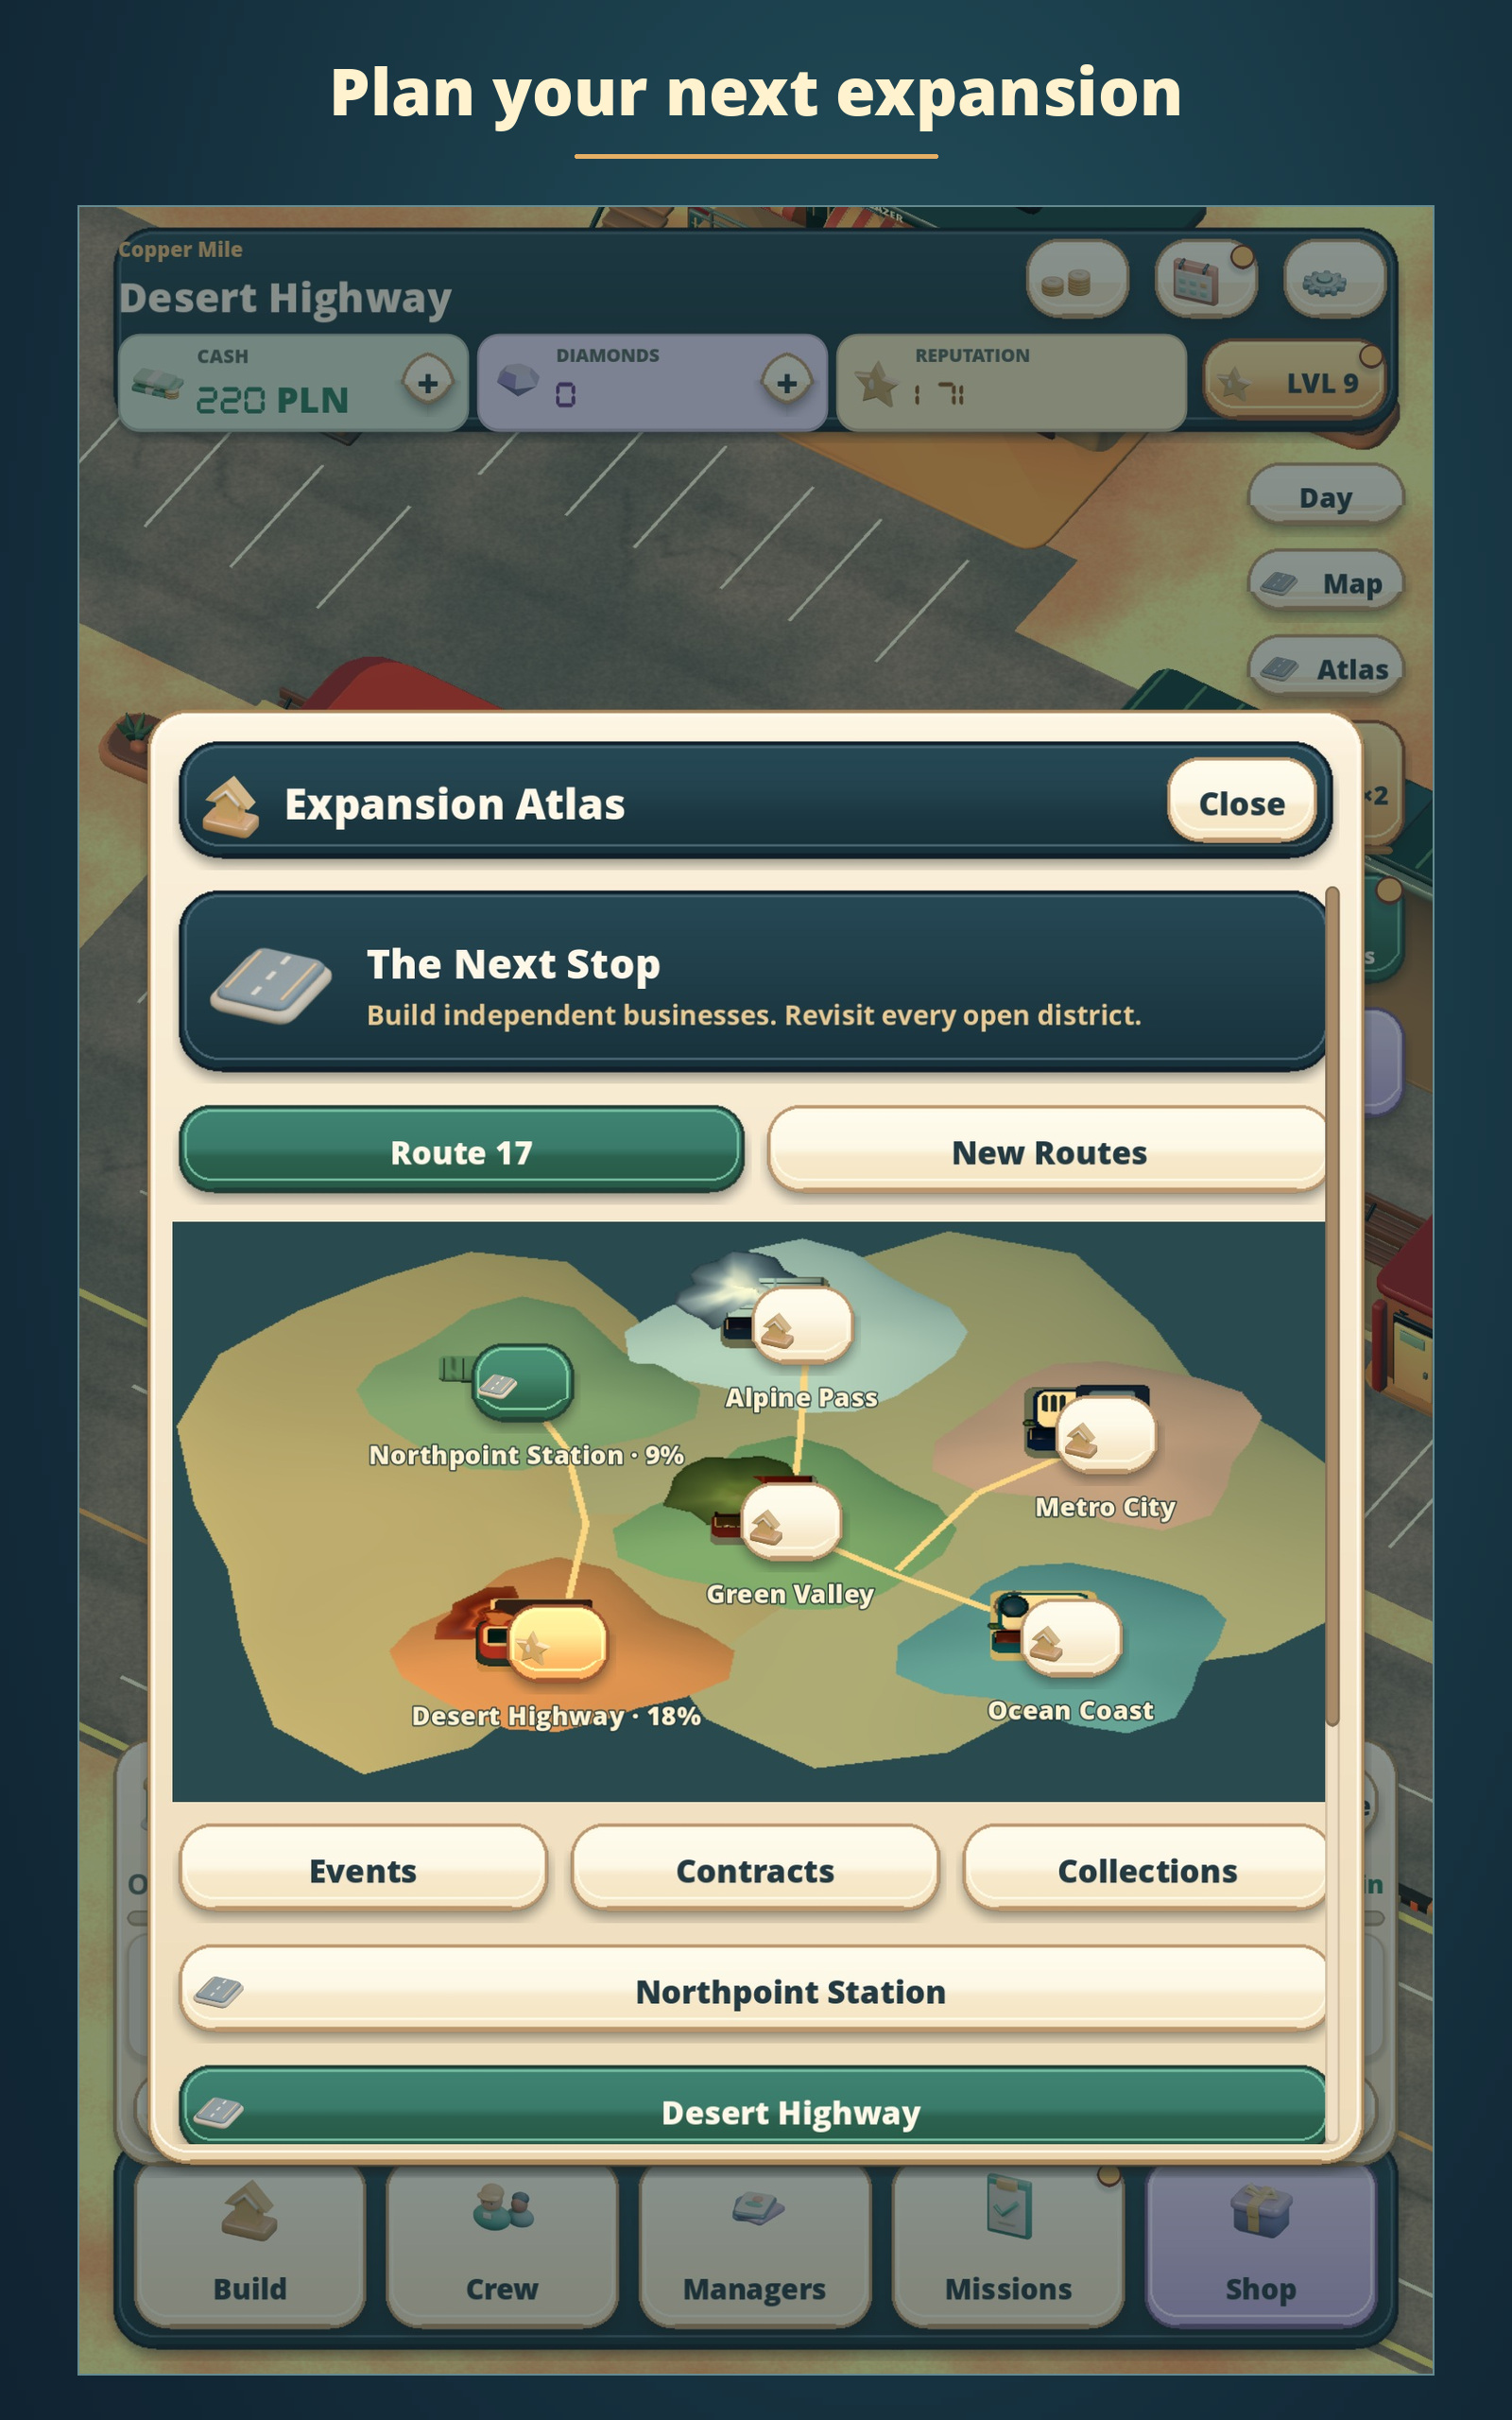 Plan your next expansion
Copper Mile
Desert Highway
CASH
220 PLN
DIAMONDS
0
REPUTATION
171
LVL 9
Day
Map
Atlas
×2
Expansion Atlas
Close
The Next Stop
Build independent businesses. Revisit every open district.
Route 17
New Routes
Alpine Pass
Northpoint Station · 9%
Metro City
Green Valley
Desert Highway · 18%
Ocean Coast
Events
Contracts
Collections
Northpoint Station
Desert Highway
Build
Crew
Managers
Missions
Shop